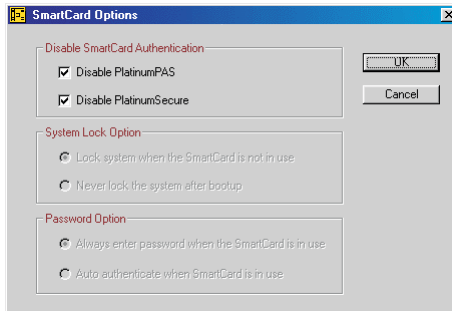 SmartCard Options
Disable SmartCard Authentication
Disable PlatinumPAS
OK
Disable PlatinumSecure
Cancel
System Lock Option
Lock system when the SmartCard is not in use
Never lock the system after bootup
Password Option
Always enter password when the SmartCard is in use
Auto authenticate when SmartCard is in use